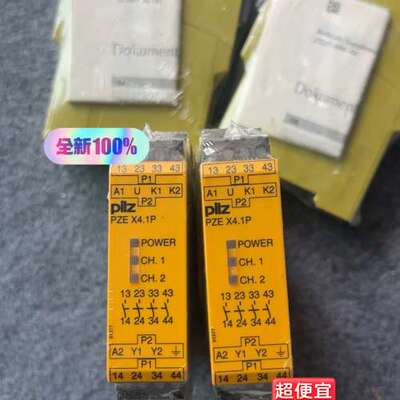 Dokument
Dokument
全新100%
13 23 33 43
P1
A1 U K1 K2
P2
pilz
PZE X4.1P
POWER
CH. 1
CH. 2
13 23 33 43
14 24 34 44
P2
A2 Y1 Y2
P1
14 24 34 44
13 23 33 43
P1
A1 U K1 K2
P2
pilz
PZE X4.1P
POWER
CH. 1
CH. 2
13 23 33 43
14 24 34 44
P2
A2 Y1 Y2
P1
14 24 34 44
超便宜